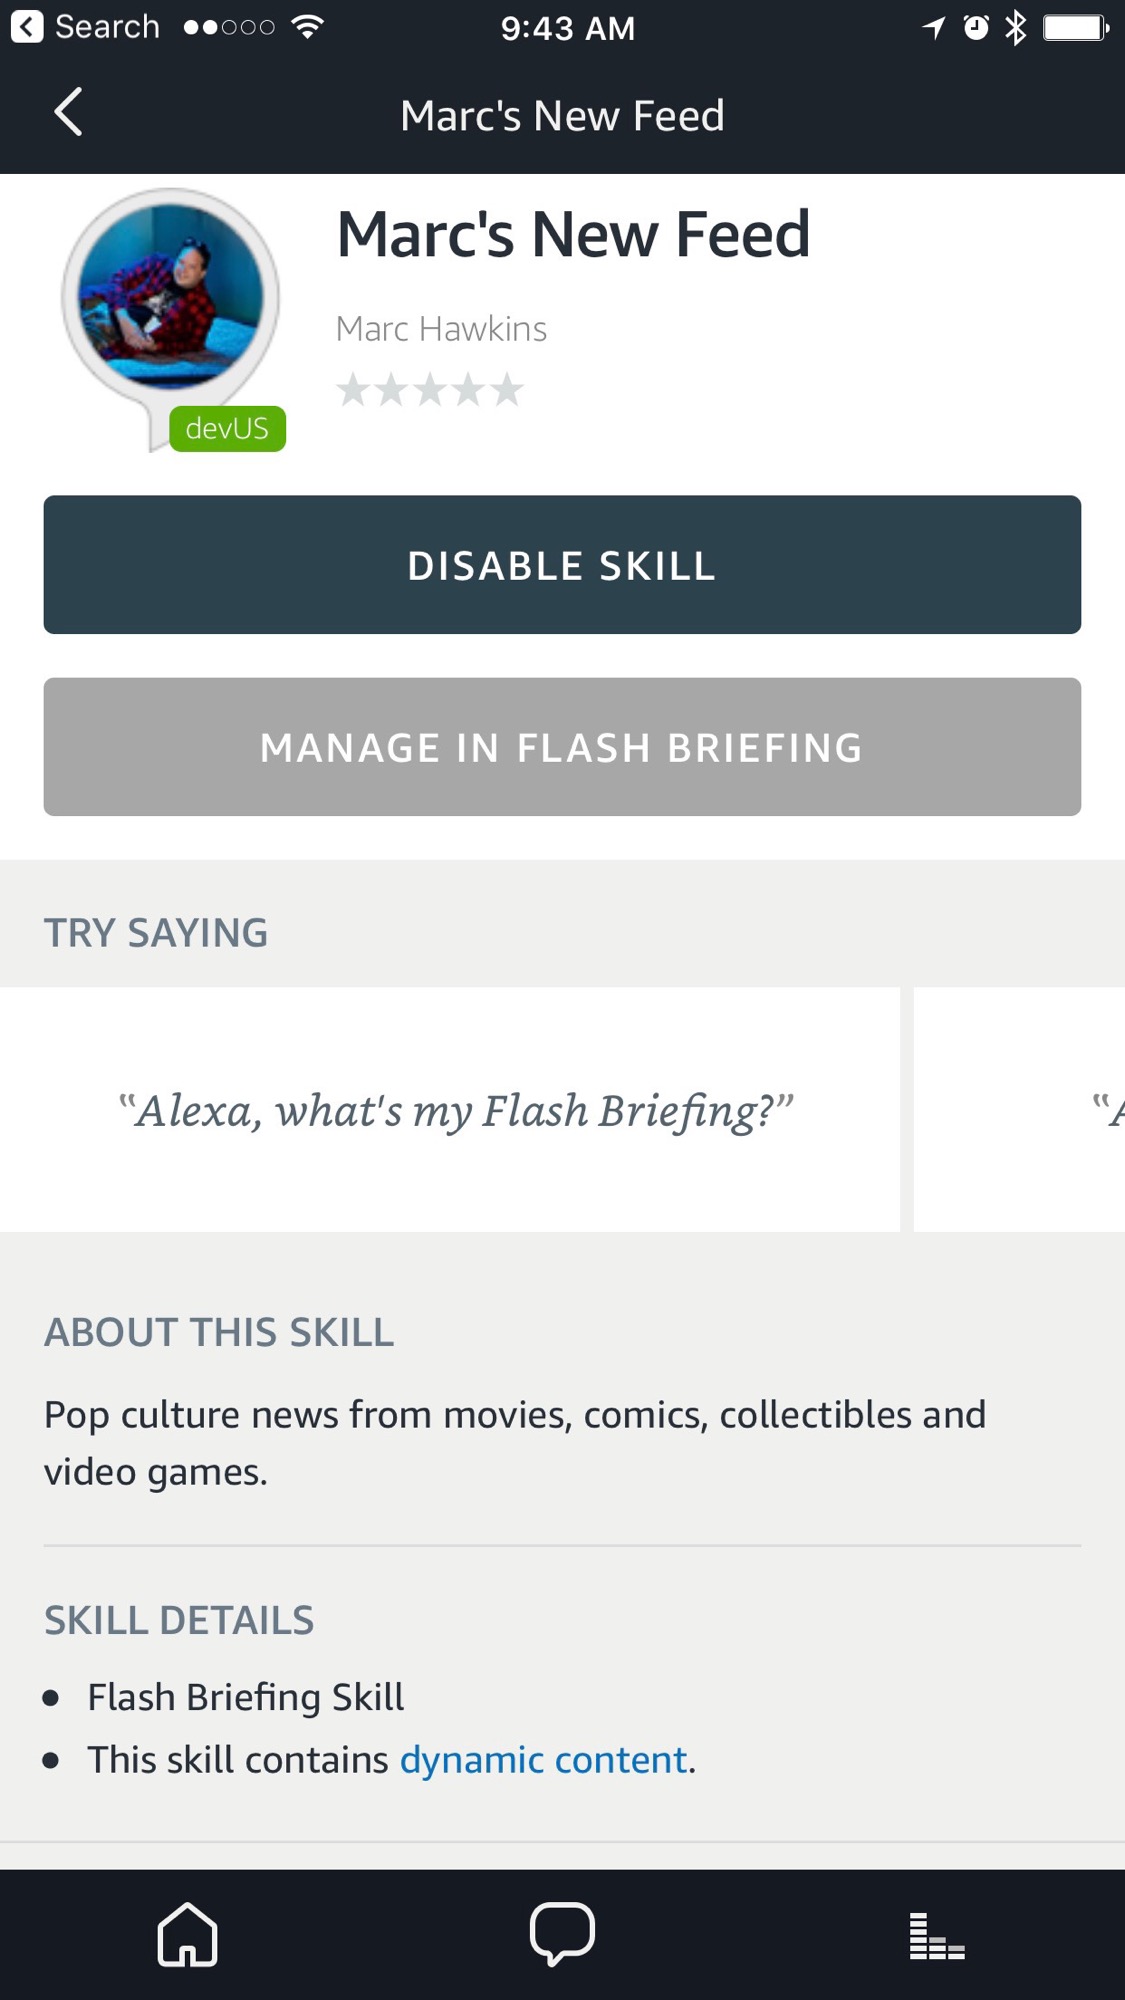 Search 9:43 AM
Marc's New Feed
Marc's New Feed
Marc Hawkins
devUS
DISABLE SKILL
MANAGE IN FLASH BRIEFING
TRY SAYING
“Alexa, what's my Flash Briefing?” “A
ABOUT THIS SKILL
Pop culture news from movies, comics, collectibles and
video games.
SKILL DETAILS
● Flash Briefing Skill
● This skill contains dynamic content.